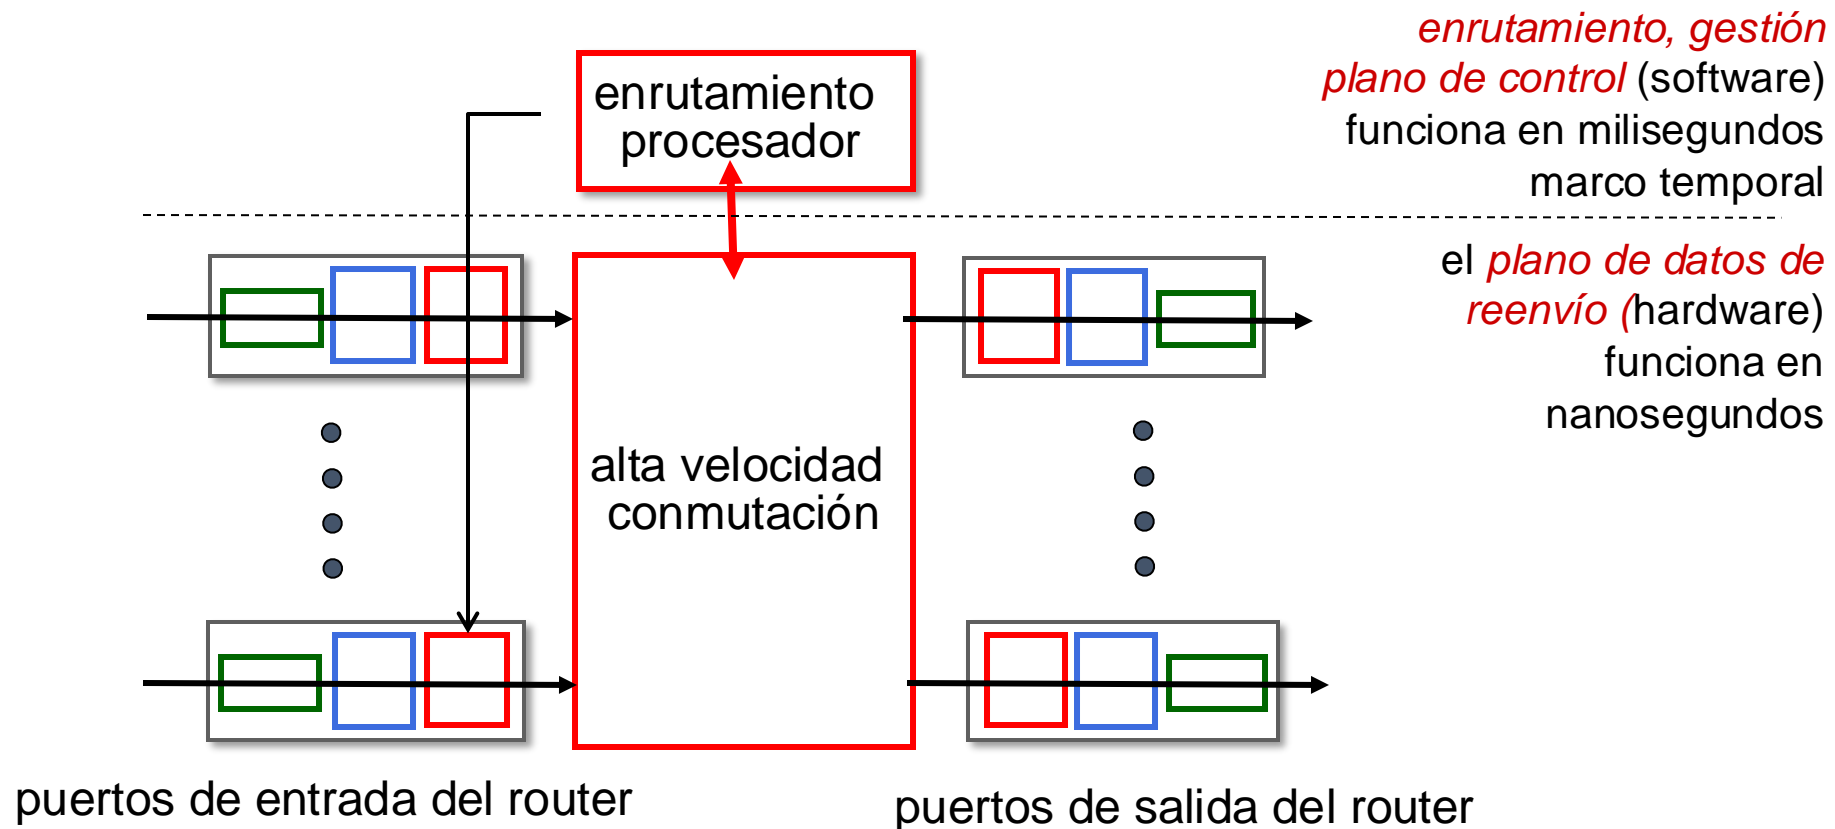 enrutamiento, gestión
plano de control (software)
funciona en milisegundos
marco temporal
enrutamiento
procesador
el plano de datos de
reenvío (hardware)
funciona en
nanosegundos
alta velocidad
conmutación
puertos de entrada del router
puertos de salida del router